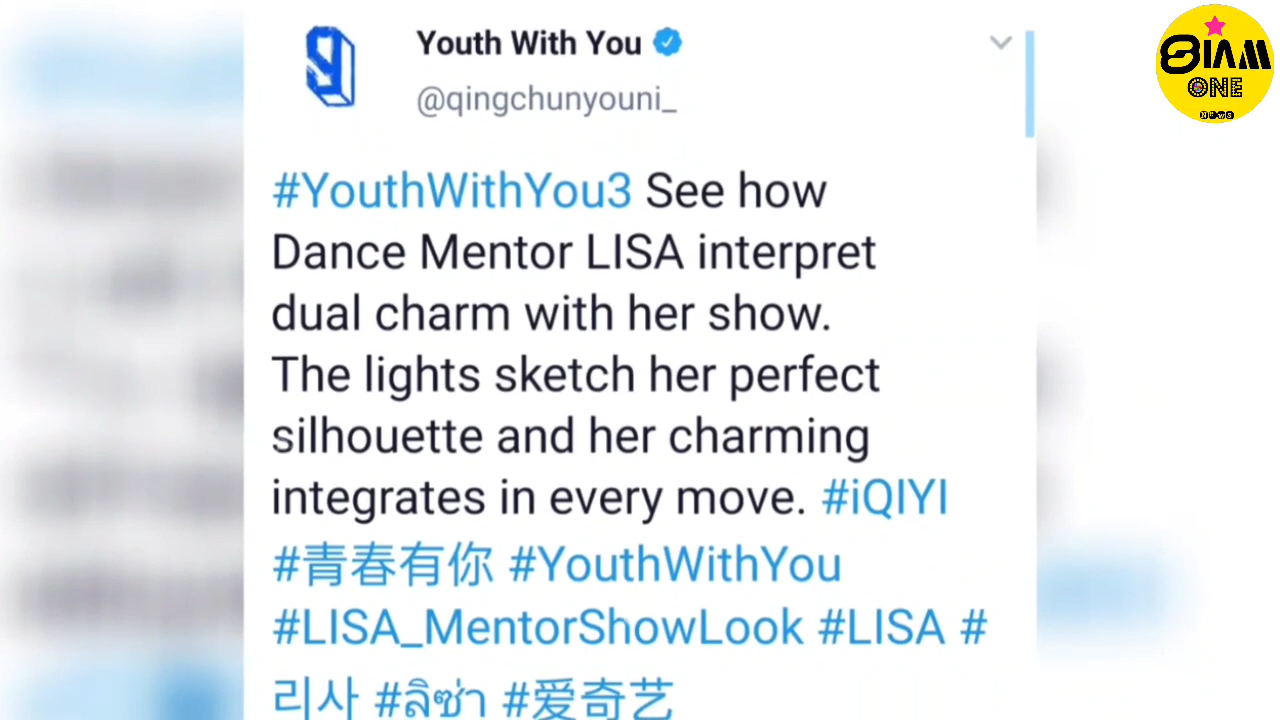 Youth With You
@qingchunyouni_
#YouthWithYou3 See how
Dance Mentor LISA interpret
dual charm with her show.
The lights sketch her perfect
silhouette and her charming
integrates in every move. #iQIYI
#青春有你 #YouthWithYou
#LISA_MentorShowLook #LISA #
리사 #ลิซ่า #爱奇艺
SIAM
ONE
NEWS